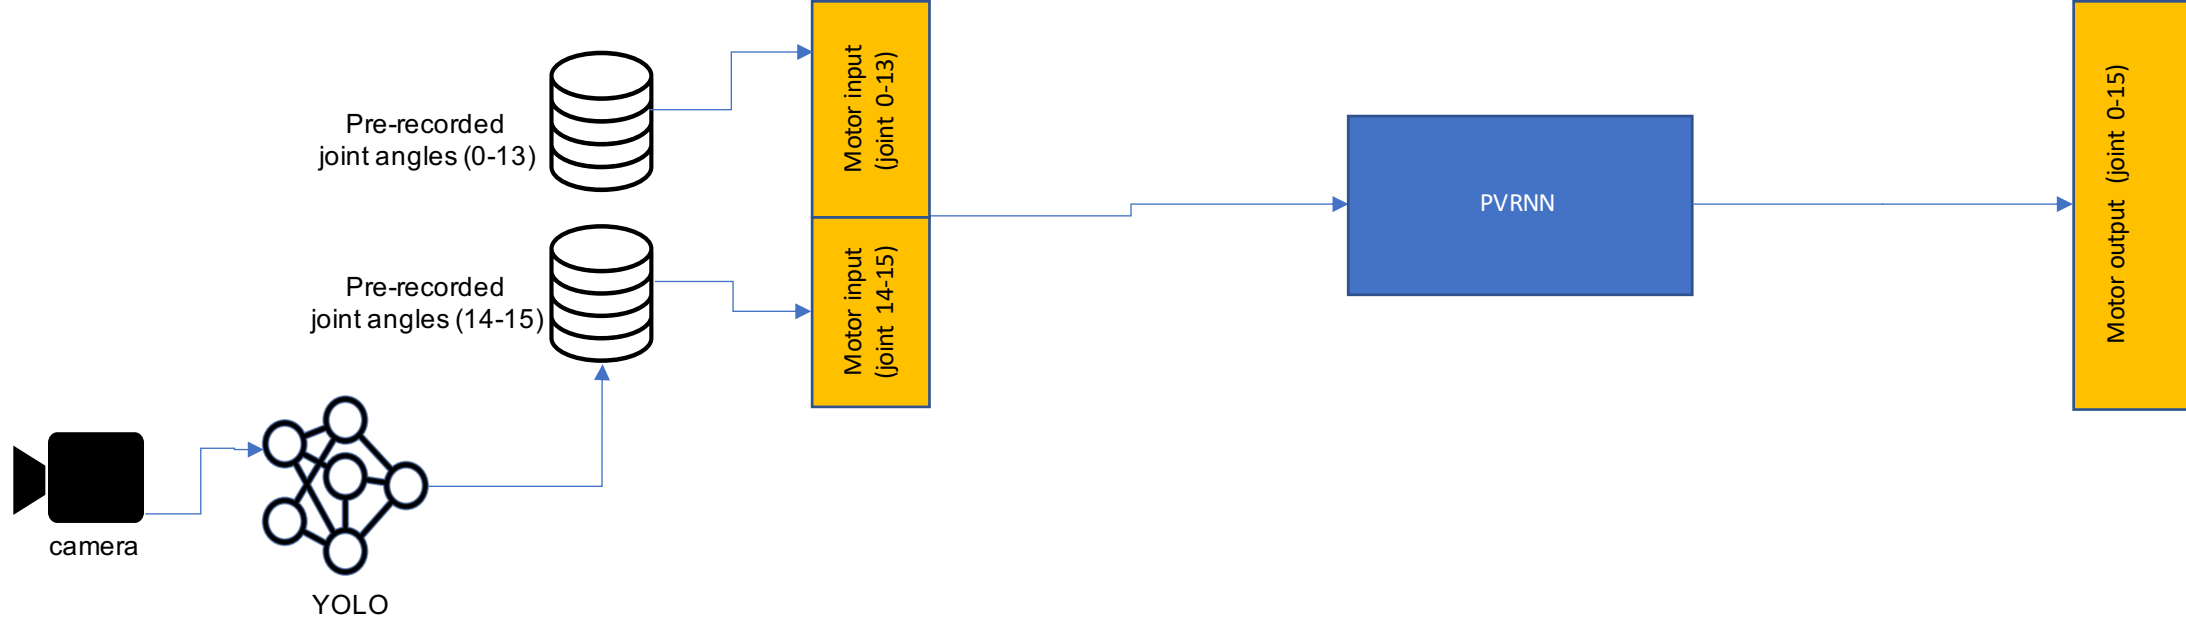 Pre-recorded
joint angles (0-13)
Motor input
(joint 0-13)
Pre-recorded
joint angles (14-15)
Motor input
(joint 14-15)
PVRNN
Motor output (joint 0-15)
camera
YOLO